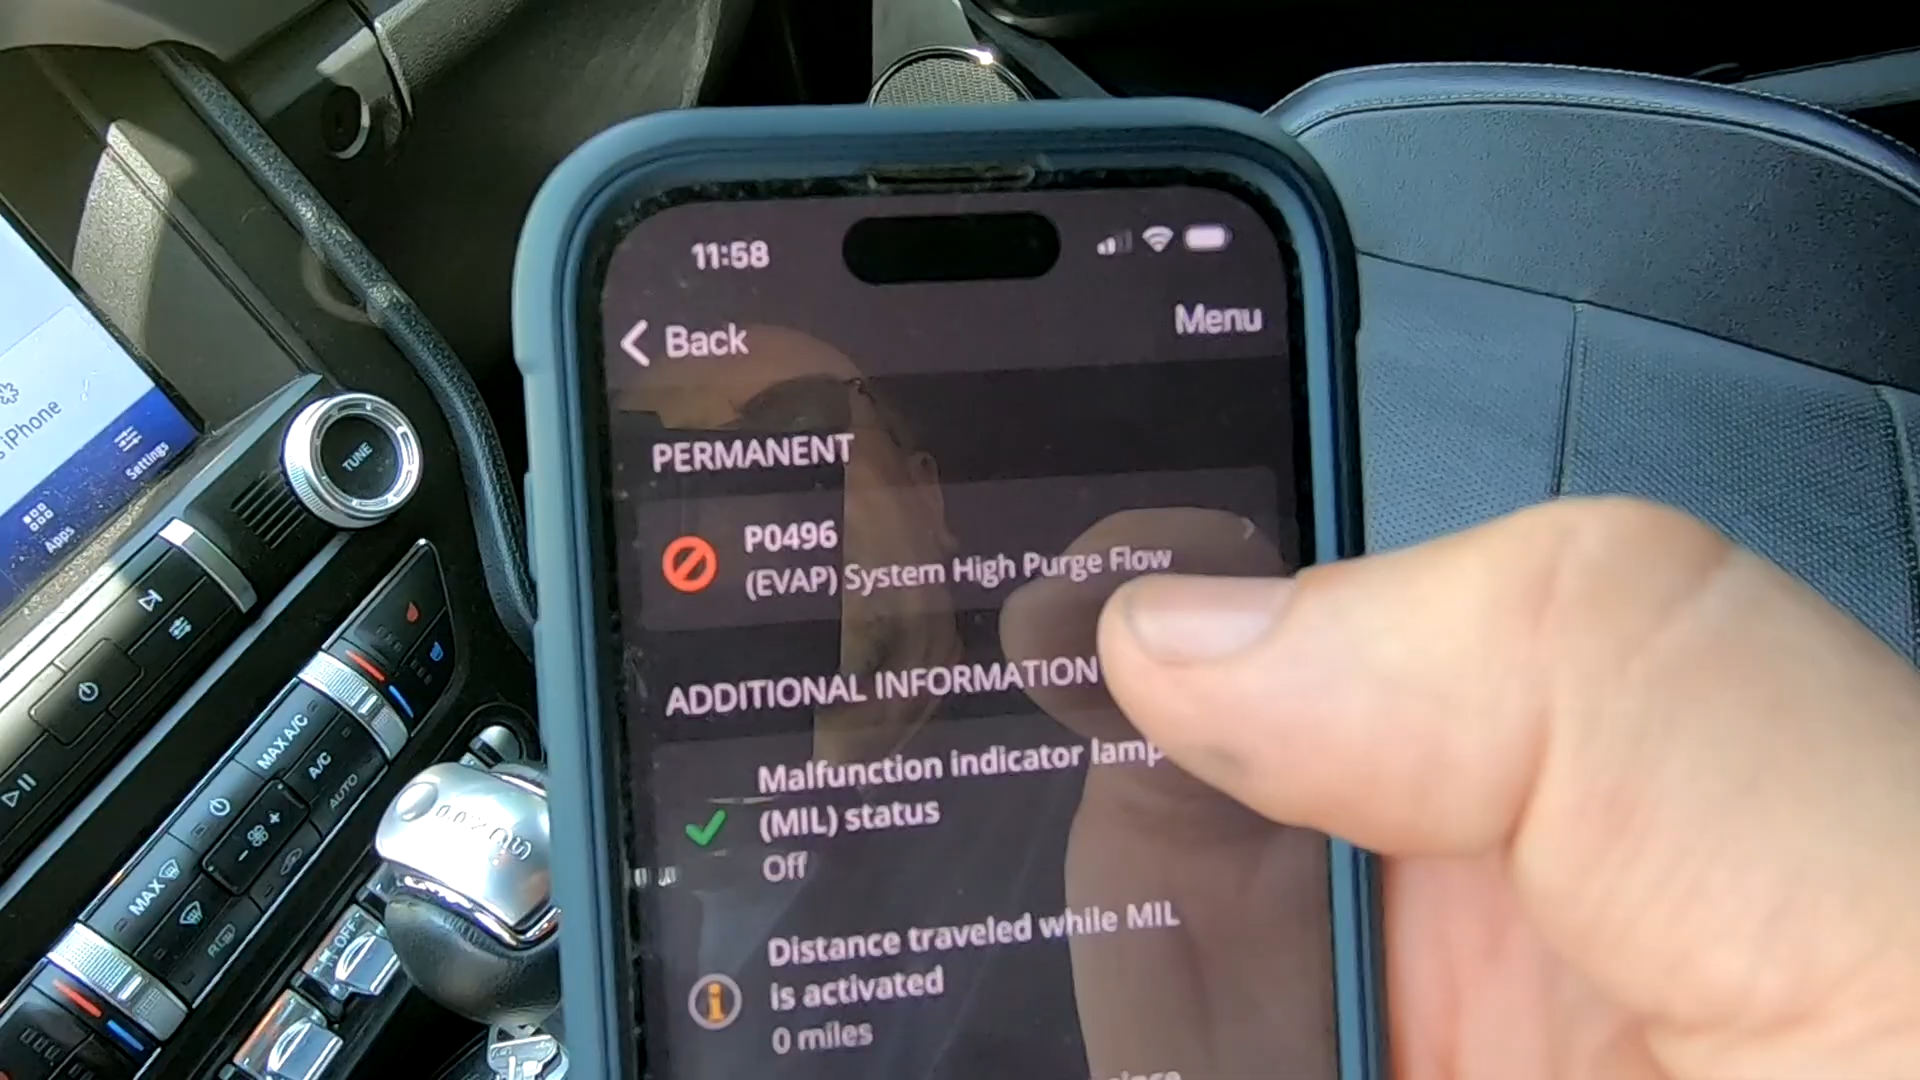 11:58
Back
Menu
PERMANENT
P0496
(EVAP) System High Purge Flow
ADDITIONAL INFORMATION
Malfunction indicator lamp
(MIL) status
Off
Distance traveled while MIL
is activated
0 miles
iPhone
Settings
Apps
TUNE
MAX A/C
A/C
AUTO
MAX
R
OFF